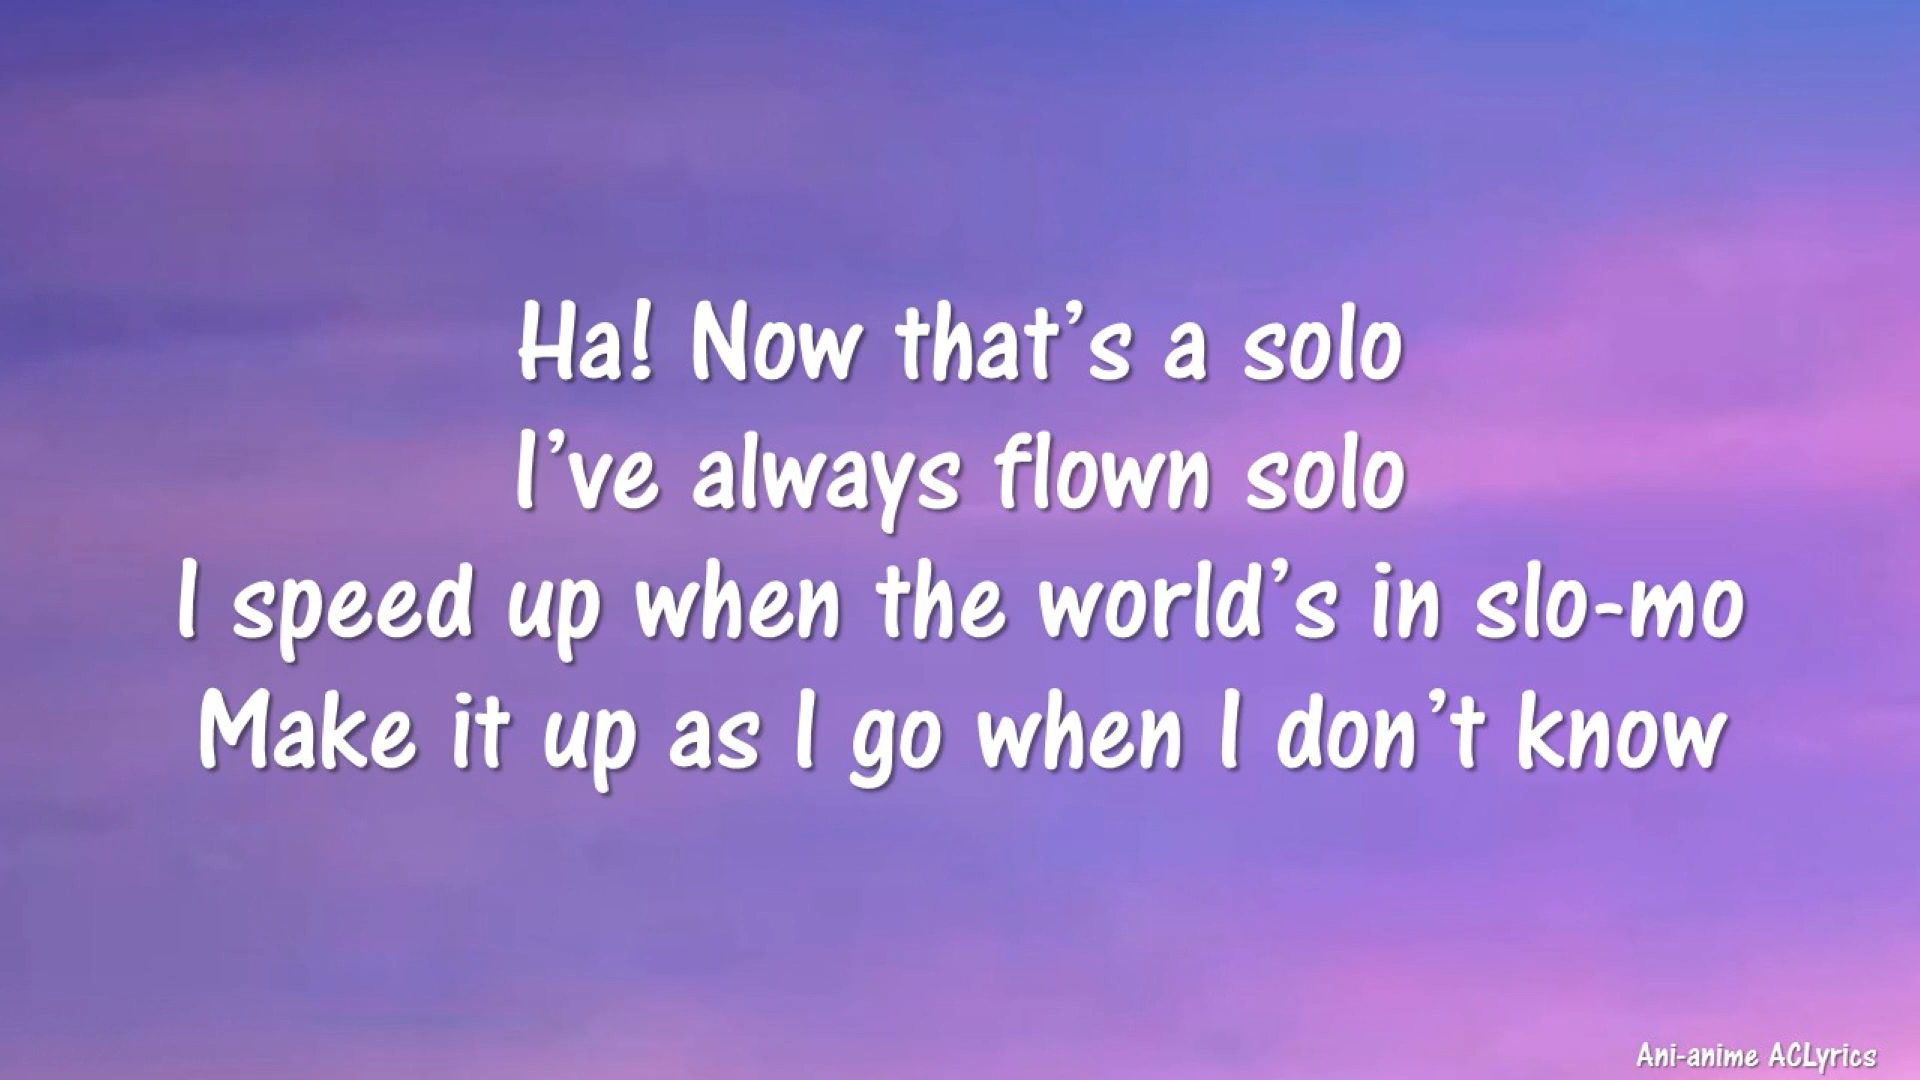 Ha! Now that's a solo
I've always flown solo
I speed up when the world's in slo-mo
Make it up as I go when I don't know
Ani-anime ACLyrics